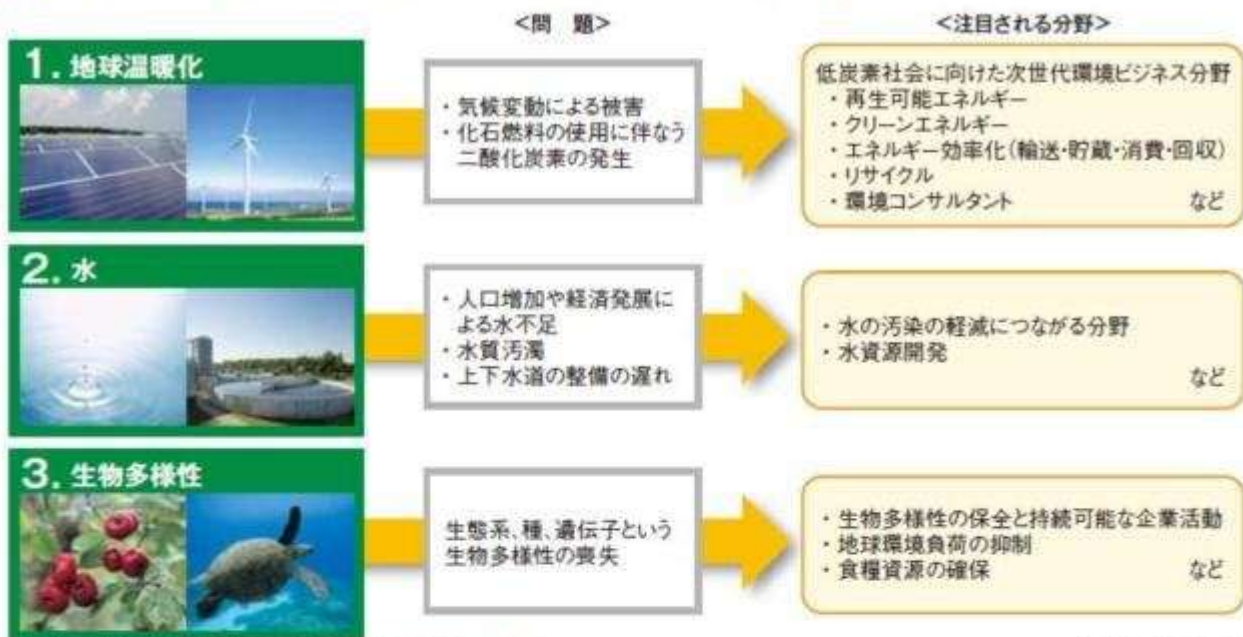 <問　題>
<注目される分野>
1. 地球温暖化
・気候変動による被害
・化石燃料の使用に伴なう
二酸化炭素の発生
低炭素社会に向けた次世代環境ビジネス分野
・再生可能エネルギー
・クリーンエネルギー
・エネルギー効率化(輸送・貯蔵・消費・回収)
・リサイクル
・環境コンサルタント　など
2. 水
・人口増加や経済発展に
よる水不足
・水質汚濁
・上下水道の整備の遅れ
・水の汚染の軽減につながる分野
・水資源開発
など
3. 生物多様性
生態系、種、遺伝子という
生物多様性の喪失
・生物多様性の保全と持続可能な企業活動
・地球環境負荷の抑制
・食糧資源の確保　など